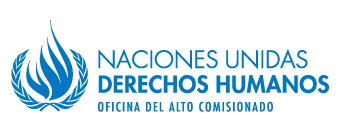 NACIONES UNIDAS
DERECHOS HUMANOS
OFICINA DEL ALTO COMISIONADO